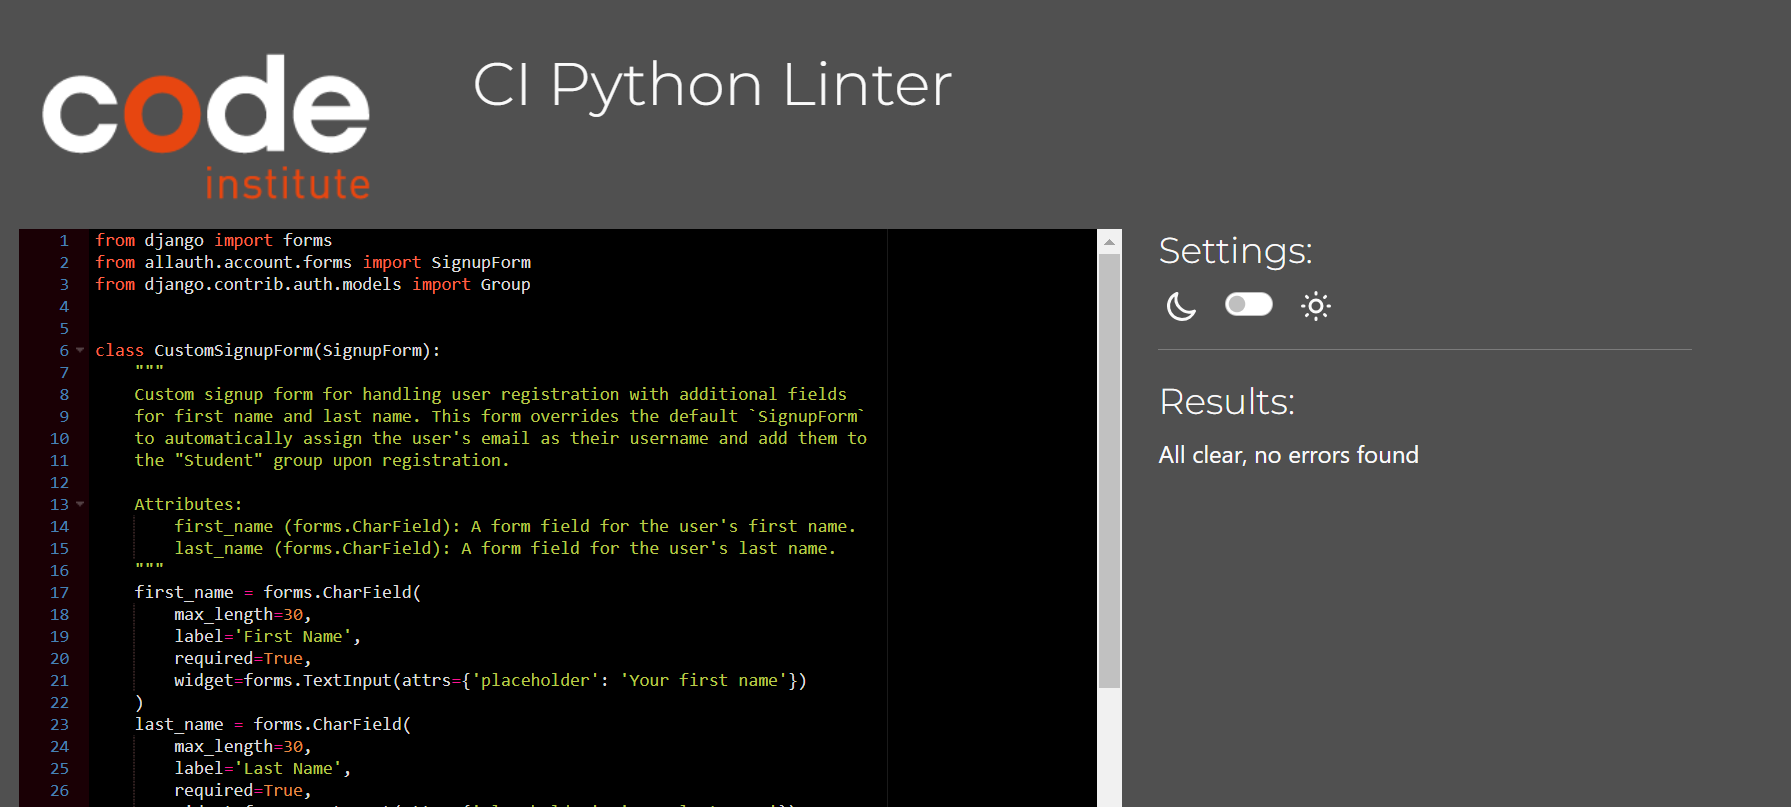 code
institute
CI Python Linter
1 from django import forms
2 from allauth.account.forms import SignupForm
3 from django.contrib.auth.models import Group
4
5
6 class CustomSignupForm(SignupForm):
7     """
8     Custom signup form for handling user registration with additional fields
9     for first name and last name. This form overrides the default `SignupForm`
10     to automatically assign the user's email as their username and add them to
11     the "Student" group upon registration.
12
13     Attributes:
14         first_name (forms.CharField): A form field for the user's first name.
15         last_name (forms.CharField): A form field for the user's last name.
16     """
17     first_name = forms.CharField(
18         max_length=30,
19         label='First Name',
20         required=True,
21         widget=forms.TextInput(attrs={'placeholder': 'Your first name'})
22     )
23     last_name = forms.CharField(
24         max_length=30,
25         label='Last Name',
26         required=True,
Settings:
Results:
All clear, no errors found